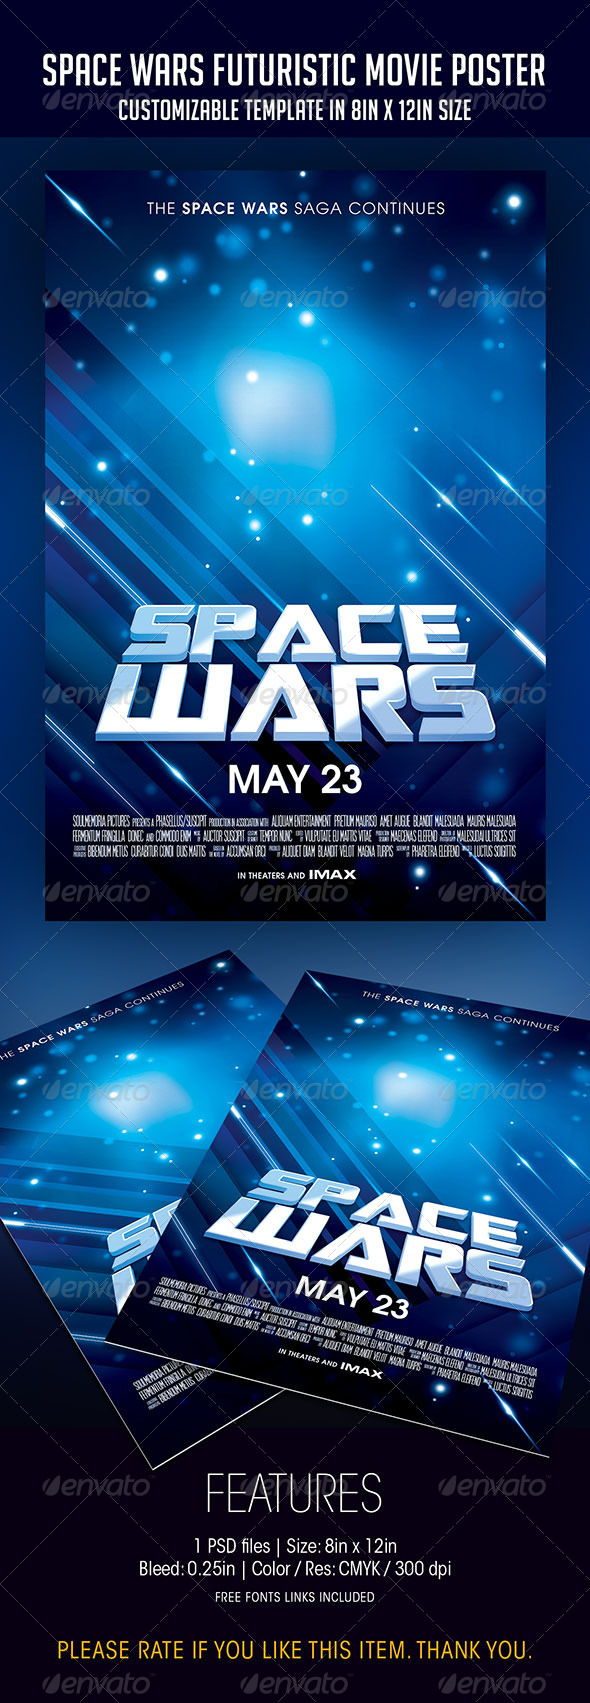 SPACE WARS FUTURISTIC MOVIE POSTER
CUSTOMIZABLE TEMPLATE IN 8IN X 12IN SIZE
THE SPACE WARS SAGA CONTINUES
SPACE
WARS
MAY 23
SOULMEMORIA PICTURES PRESENTS A PHASELLUS/SUSCIPIT PRODUCTION IN ASSOCIATION WITH ALIQUAM ENTERTAINMENT PRETIUM MAURISO AMET AUGUE BLANDIT MALESUADA MAURIS MALESUADA
FERMENTUM FRINGILLA DONEC AND COMMODO ENIM AUCTOR SUSCIPIT TEMPOR NUNC VULPUTATE EU MATTIS VITAE MAECENAS ELEIFEND MALESUADA ULTRICES SIT
BIBENDUM METUS CURABITUR CONDI DUIS MATTIS ACCUMSAN ORCI ALIQUET DIAM BLANDIT VELOT MAGNA TURPIS PHARETRA ELEIFEND LUCTUS SOIGITTIS
IN THEATERS AND IMAX
THE SPACE WARS SAGA CONTINUES
THE SPACE WARS SAGA CONTINUES
SPACE
WARS
MAY 23
IN THEATERS AND IMAX
FEATURES
1 PSD files | Size: 8in x 12in
Bleed: 0.25in | Color / Res: CMYK / 300 dpi
FREE FONTS LINKS INCLUDED
PLEASE RATE IF YOU LIKE THIS ITEM. THANK YOU.
envato